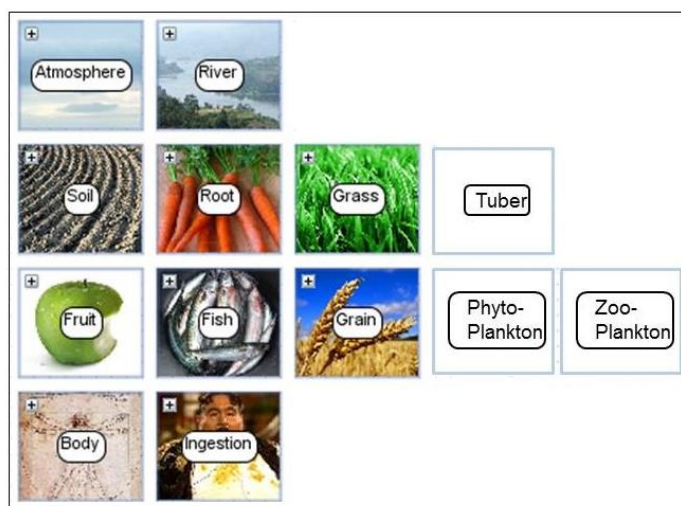 Atmosphere
River
Soil
Root
Grass
Tuber
Fruit
Fish
Grain
Phyto-
Plankton
Zoo-
Plankton
Body
Ingestion